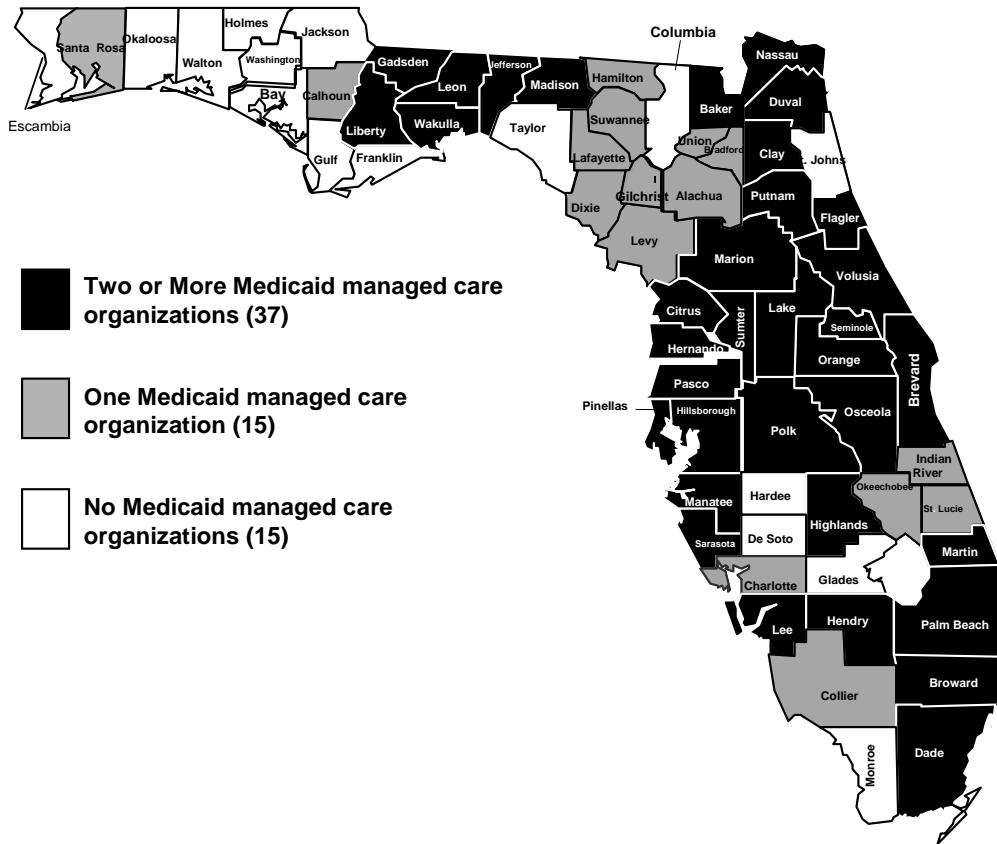 Holmes
Jackson
Columbia
Santa Rosa
Okaloosa
Walton
Washington
Gadsden
Jefferson
Nassau
Leon
Madison
Hamilton
Baker
Duval
Calhoun
Bay
Escambia
Liberty
Wakulla
Taylor
Suwannee
Union
Bradford
Clay
t. Johns
Gulf
Franklin
Lafayette
Gilchrist
Alachua
Putnam
Dixie
Flagler
Levy
Marion
Volusia
Two or More Medicaid managed care
organizations (37)
Citrus
Sumter
Lake
Seminole
Hernando
Orange
Brevard
Pasco
One Medicaid managed care
organization (15)
Pinellas
Hillsborough
Polk
Osceola
Indian
River
No Medicaid managed care
organizations (15)
Manatee
Hardee
Highlands
Okeechobee
St. Lucie
Sarasota
De Soto
Martin
Charlotte
Glades
Lee
Hendry
Palm Beach
Collier
Broward
Monroe
Dade